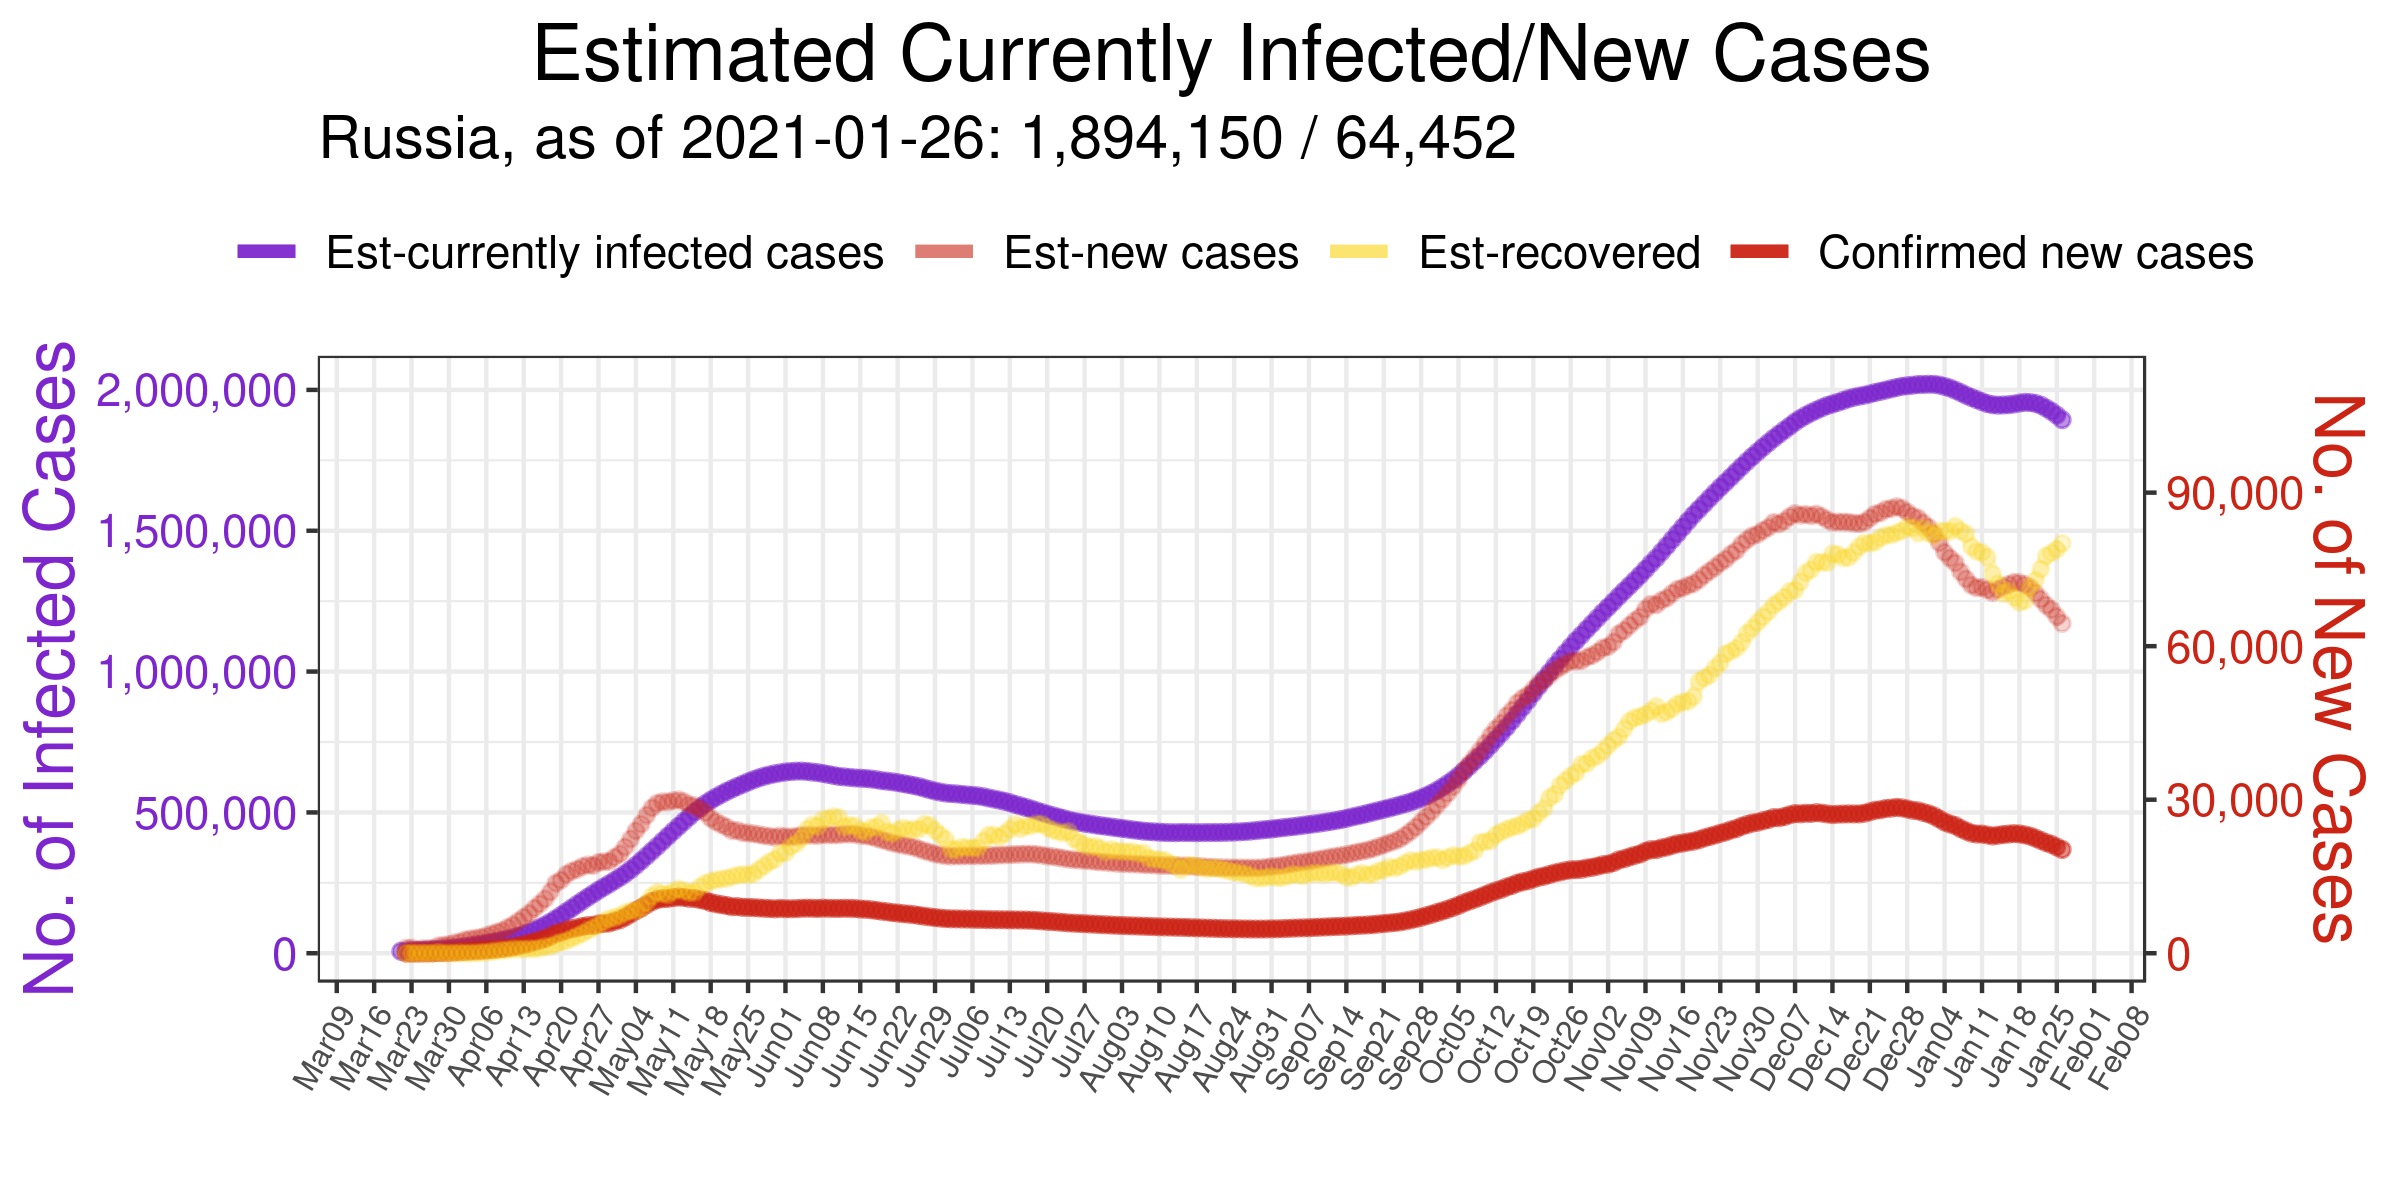 Estimated Currently Infected/New Cases
Russia, as of 2021-01-26: 1,894,150 / 64,452
Est-currently infected cases Est-new cases Est-recovered Confirmed new cases
No. of Infected Cases
2,000,000
1,500,000
1,000,000
500,000
0
90,000
60,000
30,000
0
No. of New Cases
Mar09 Mar16 Mar23 Mar30 Apr06 Apr13 Apr20 Apr27 May04 May11 May18 May25 Jun01 Jun08 Jun15 Jun22 Jun29 Jul06 Jul13 Jul20 Jul27 Aug03 Aug10 Aug17 Aug24 Aug31 Sep07 Sep14 Sep21 Sep28 Oct05 Oct12 Oct19 Oct26 Nov02 Nov09 Nov16 Nov23 Nov30 Dec07 Dec14 Dec21 Dec28 Jan04 Jan11 Jan18 Jan25 Feb01 Feb08